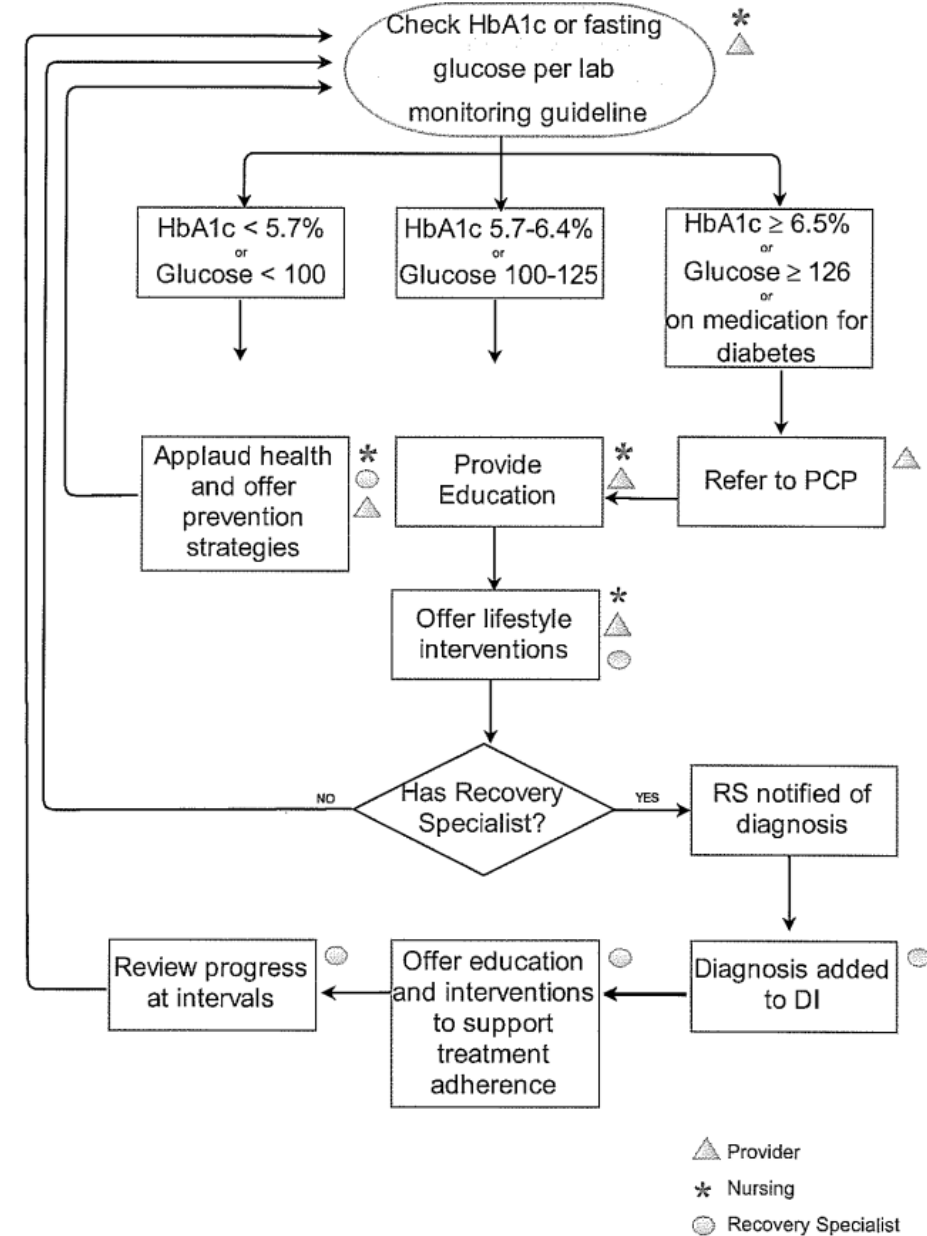 Check HbA1c or fasting
glucose per lab
monitoring guideline
*
HbA1c < 5.7%
or
Glucose < 100
HbA1c 5.7-6.4%
or
Glucose 100-125
HbA1c ≥ 6.5%
or
Glucose ≥ 126
or
on medication for
diabetes
Applaud health
and offer
prevention
strategies
*
Provide
Education
*
Refer to PCP
Offer lifestyle
interventions
*
Has Recovery
Specialist?
NO
YES
RS notified of
diagnosis
Diagnosis added
to DI
Offer education
and interventions
to support
treatment
adherence
Review progress
at intervals
Provider
* Nursing
Recovery Specialist